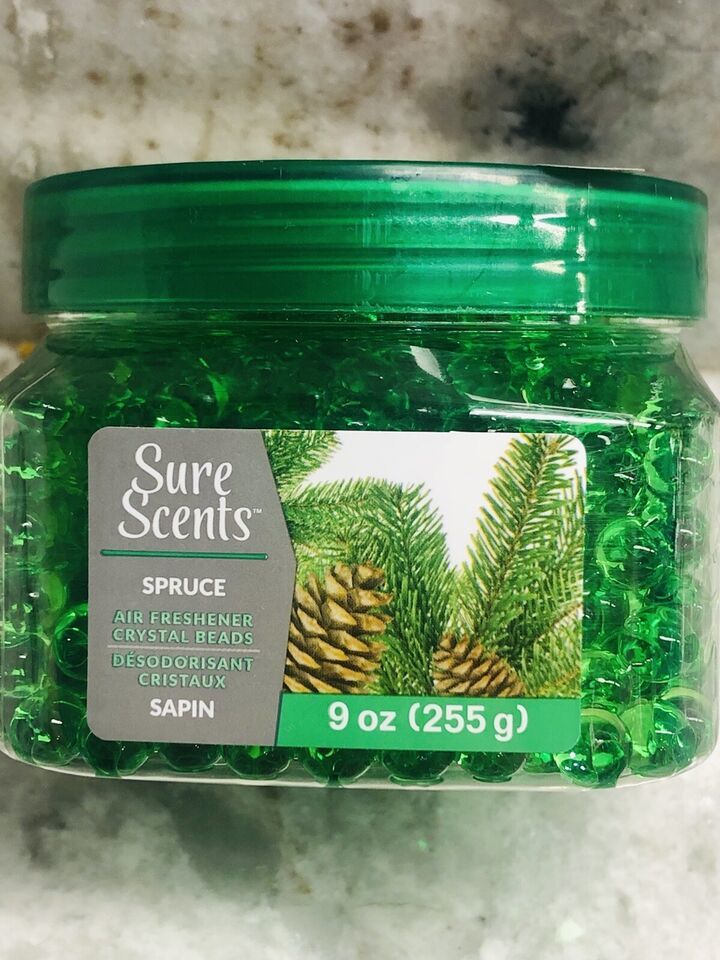 Sure
Scents™
SPRUCE
AIR FRESHENER
CRYSTAL BEADS
DÉSODORISANT
CRISTAUX
SAPIN
9 oz (255 g)